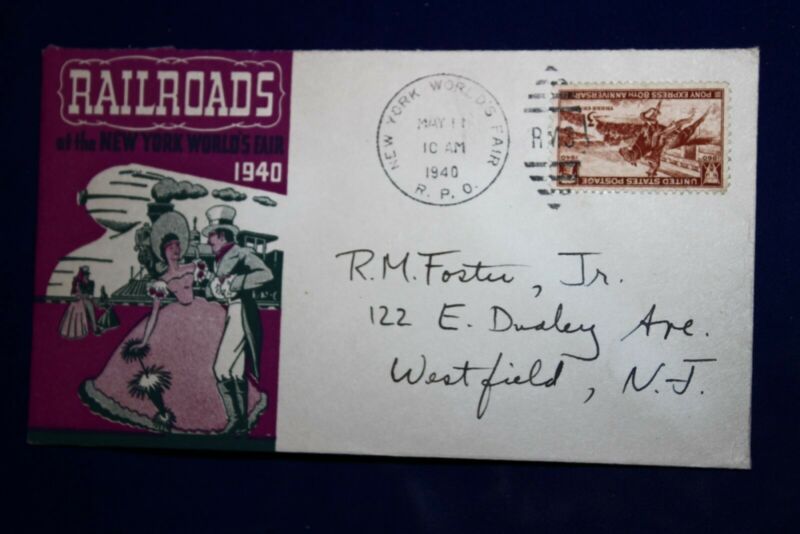 RAILROADS
at the NEW YORK WORLD'S FAIR
1940
NEW YORK WORLD'S FAIR
MAY 11
10 AM
1940
R. P. O.
R.M. Foster, Jr.
122 E. Dudley Ave.
Westfield, N.J.
PONY EXPRESS 80TH ANNIVERSARY
1940
UNITED STATES POSTAGE